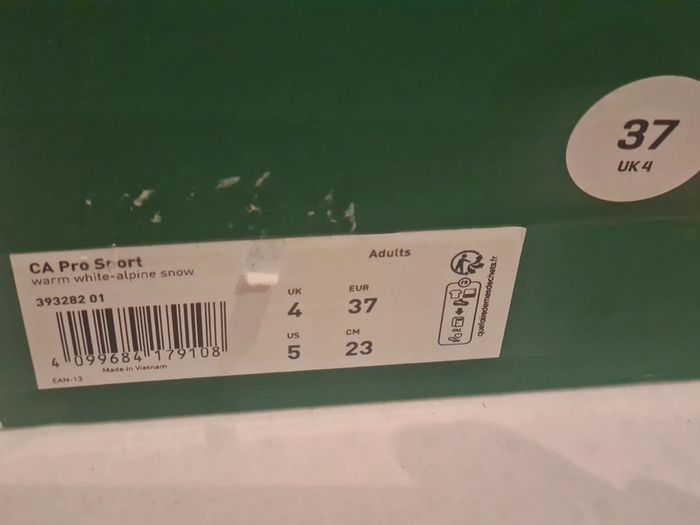 37
UK 4
CA Pro Sport
warm white-alpine snow
393282 01
4 099684 179108
Made in Vietnam
EAN-13
Adults
UK
4
EUR
37
US
5
CM
23
quefairedemesdechets.fr
FR